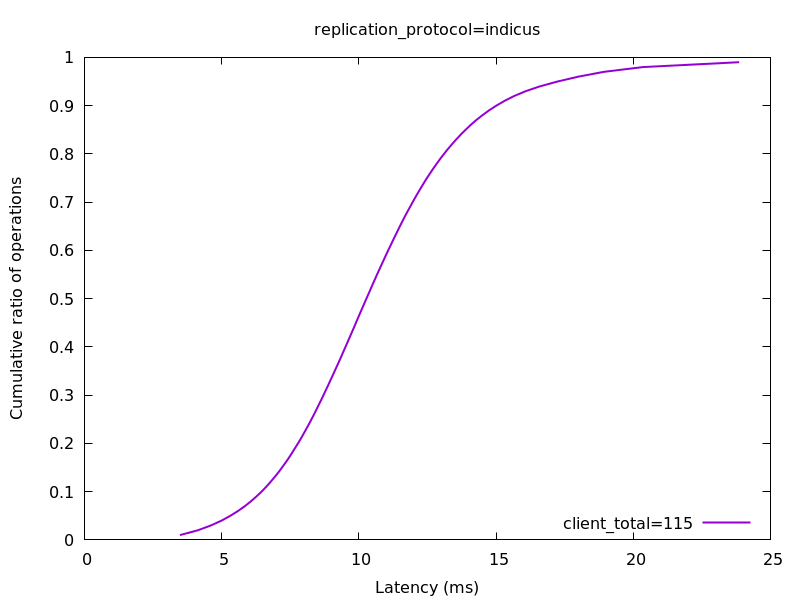 replication_protocol=indicus
1
0.9
0.8
0.7
0.6
0.5
0.4
0.3
0.2
0.1
0
Cumulative ratio of operations
client_total=115
0 5 10 15 20 25
Latency (ms)